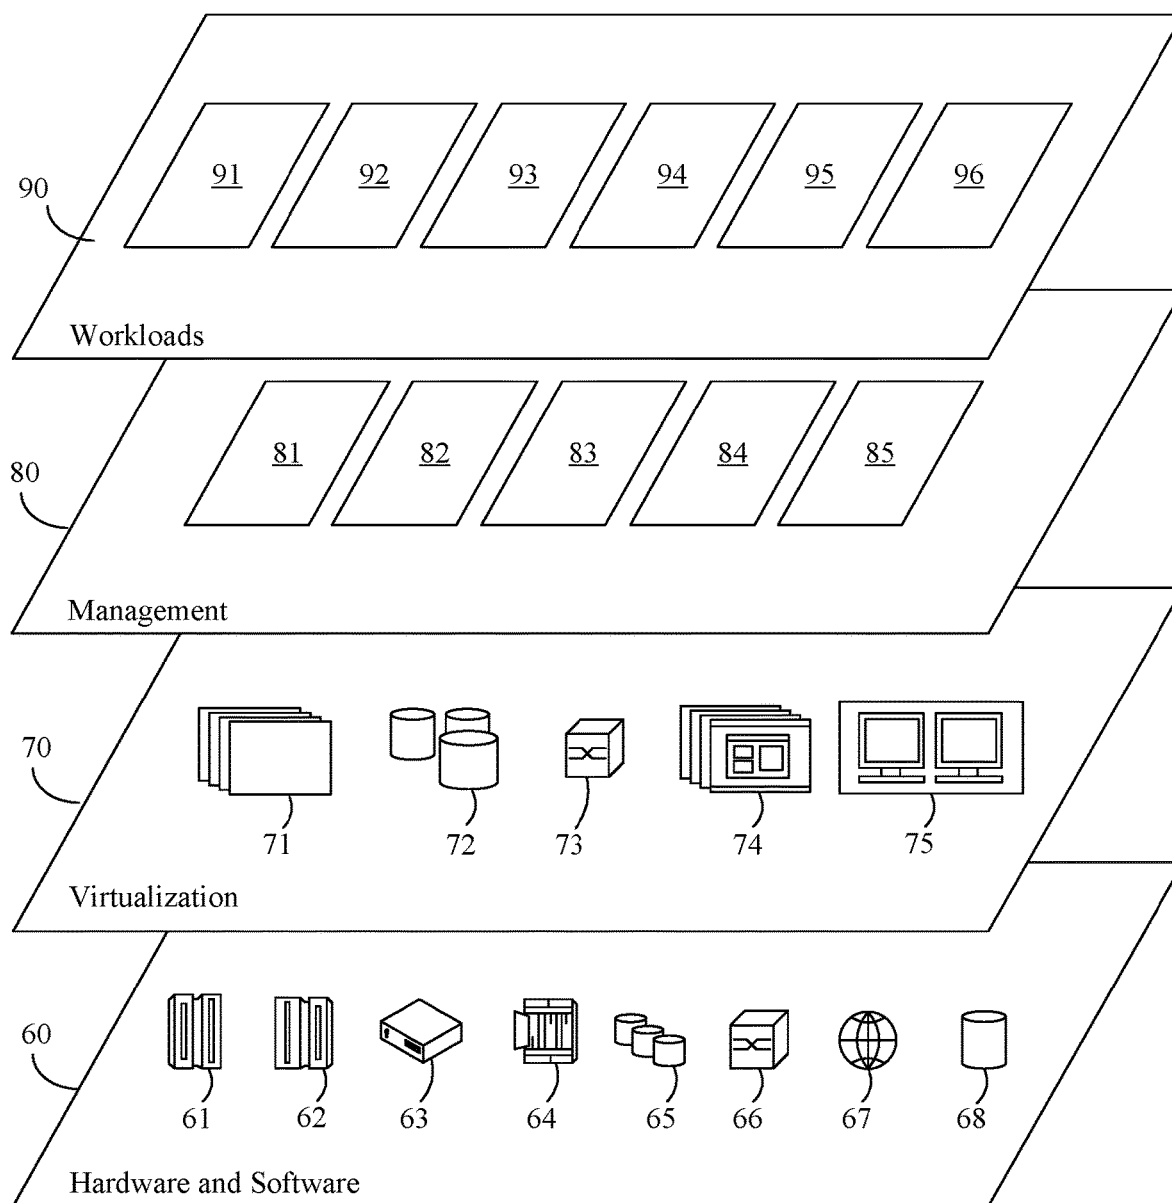 91 92 93 94 95 96
90
Workloads
81 82 83 84 85
80
Management
70
71 72 73 74 75
Virtualization
60
61 62 63 64 65 66 67 68
Hardware and Software